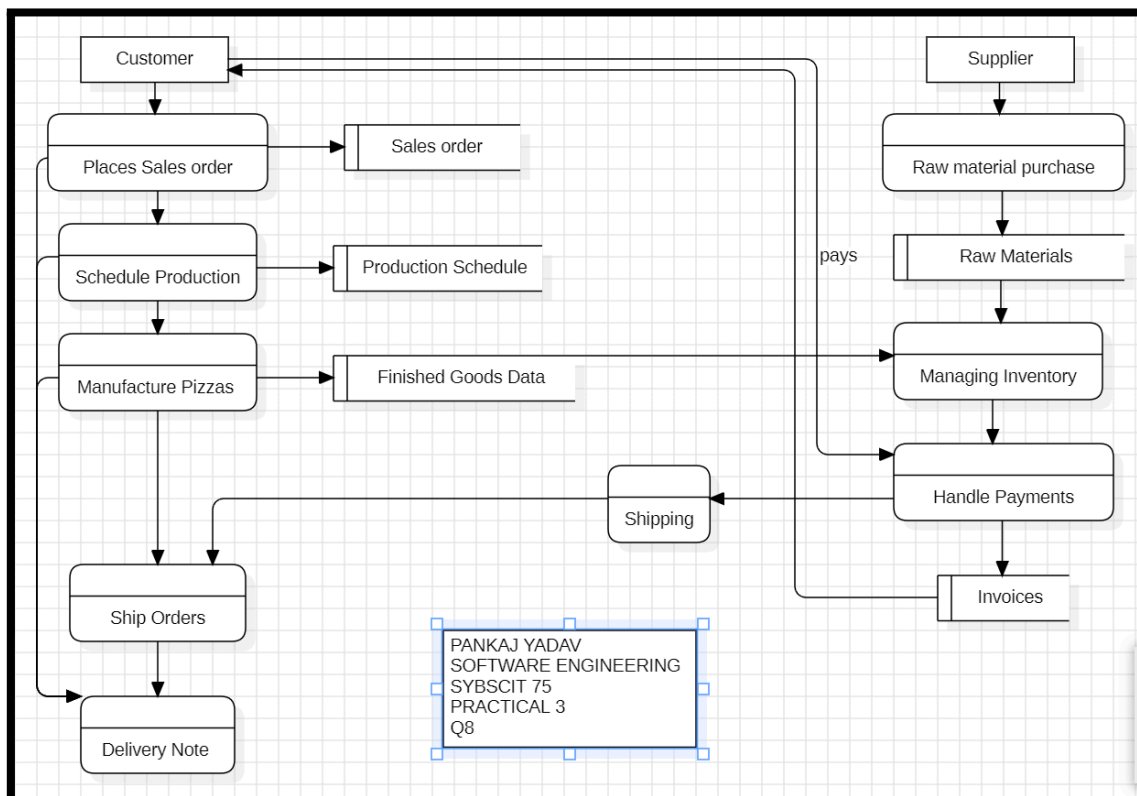 Customer
Supplier
Places Sales order
Sales order
Raw material purchase
Schedule Production
Production Schedule
pays
Raw Materials
Manufacture Pizzas
Finished Goods Data
Managing Inventory
Shipping
Handle Payments
Ship Orders
Invoices
PANKAJ YADAV
SOFTWARE ENGINEERING
SYBSCIT 75
PRACTICAL 3
Q8
Delivery Note